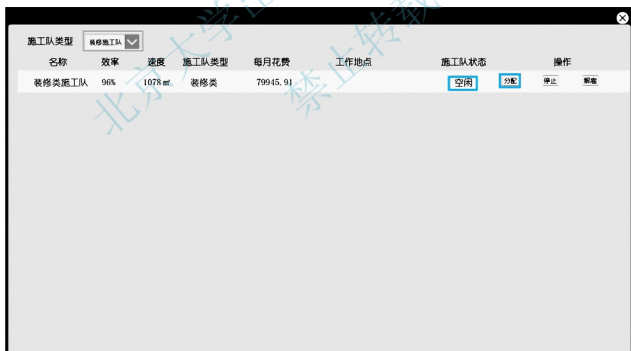 施工队类型 装修施工队
名称 效率 速度 施工队类型 每月花费 工作地点 施工队状态 操作
装修类施工队 96% 1078㎡ 装修类 79945.91 空闲 分配 停止 解雇
北京大学
禁止转载